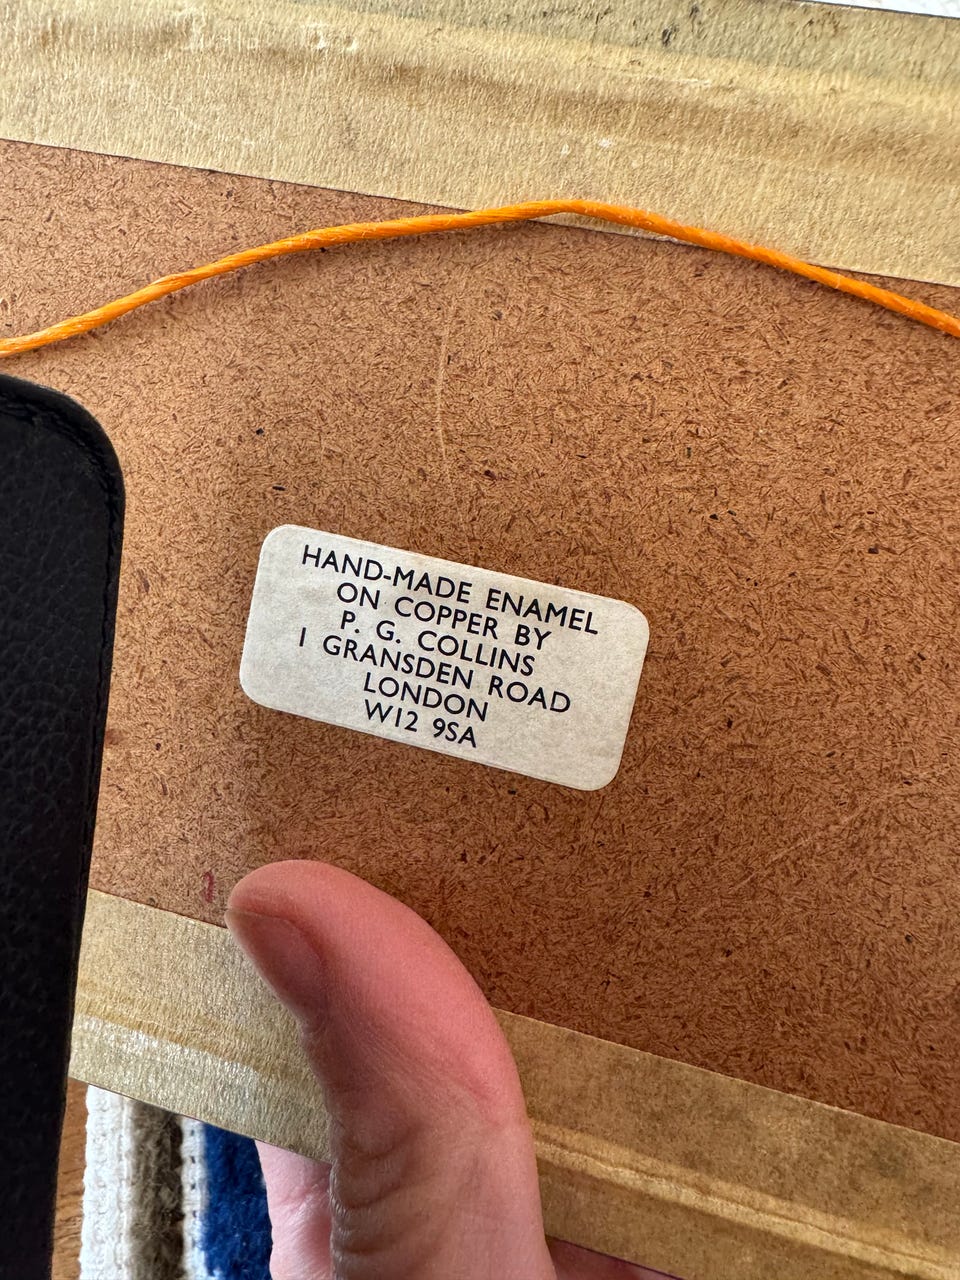 HAND-MADE ENAMEL
ON COPPER BY
P. G. COLLINS
1 GRANSDEN ROAD
LONDON
W12 9SA